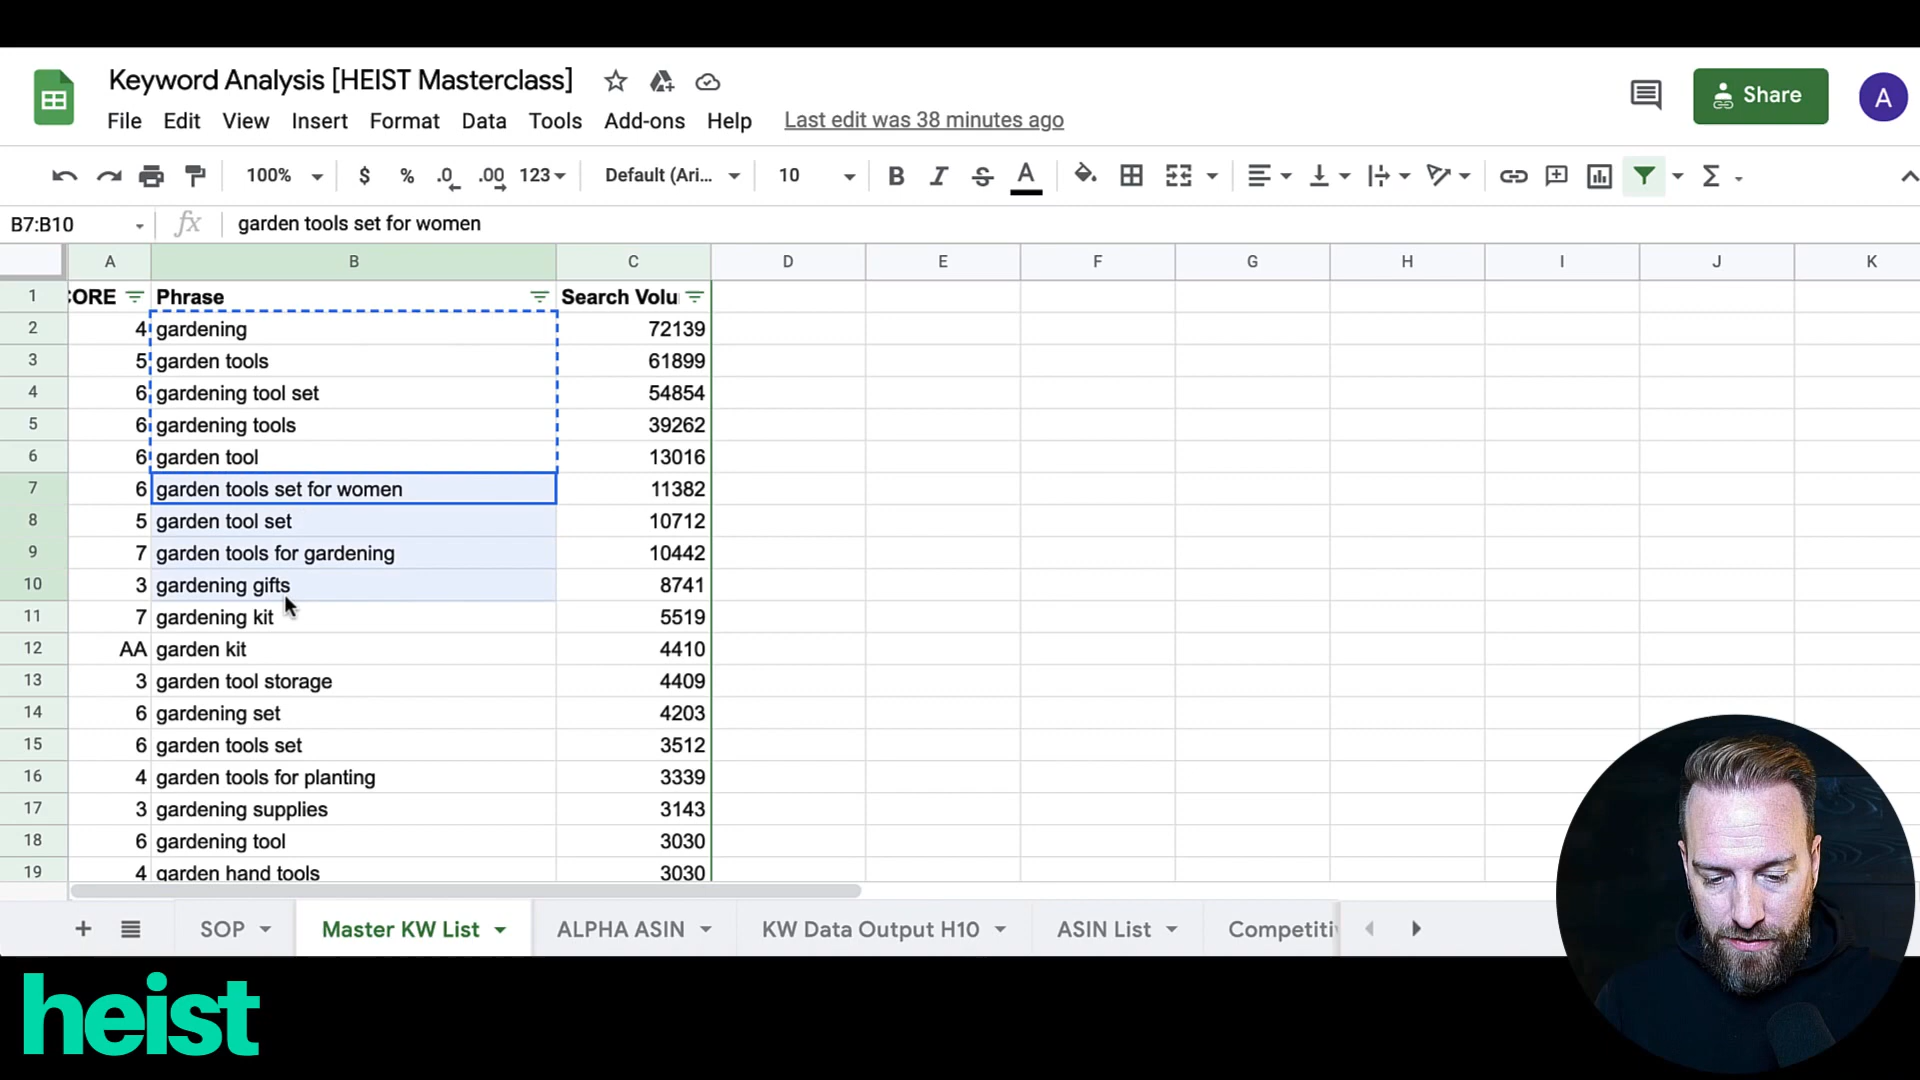 Keyword Analysis [HEIST Masterclass]
File Edit View Insert Format Data Tools Add-ons Help Last edit was 38 minutes ago
Share
A
100% $ % .0 .00 123 Default (Ari... 10 B I S A Σ
B7:B10 fx garden tools set for women
A B C D E F G H I J K
1 CORE Phrase Search Volu
2 4 gardening 72139
3 5 garden tools 61899
4 6 gardening tool set 54854
5 6 gardening tools 39262
6 6 garden tool 13016
7 6 garden tools set for women 11382
8 5 garden tool set 10712
9 7 garden tools for gardening 10442
10 3 gardening gifts 8741
11 7 gardening kit 5519
12 AA garden kit 4410
13 3 garden tool storage 4409
14 6 gardening set 4203
15 6 garden tools set 3512
16 4 garden tools for planting 3339
17 3 gardening supplies 3143
18 6 gardening tool 3030
19 4 garden hand tools 3030
+ SOP Master KW List ALPHA ASIN KW Data Output H10 ASIN List Competiti
heist